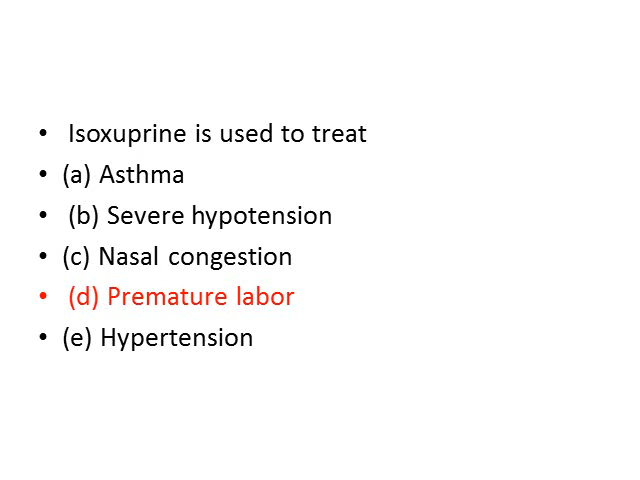 • Isoxuprine is used to treat
• (a) Asthma
• (b) Severe hypotension
• (c) Nasal congestion
• (d) Premature labor
• (e) Hypertension